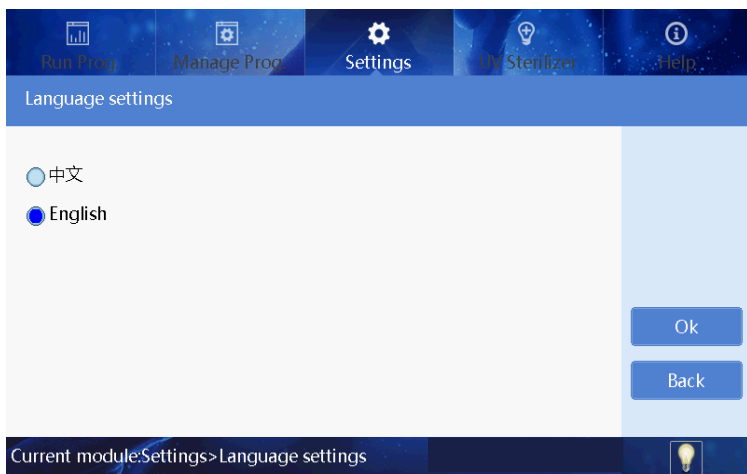 Run Prog. Manage Prog. Settings UV Sterilizer Help
Language settings
中文
English
Ok
Back
Current module:Settings>Language settings